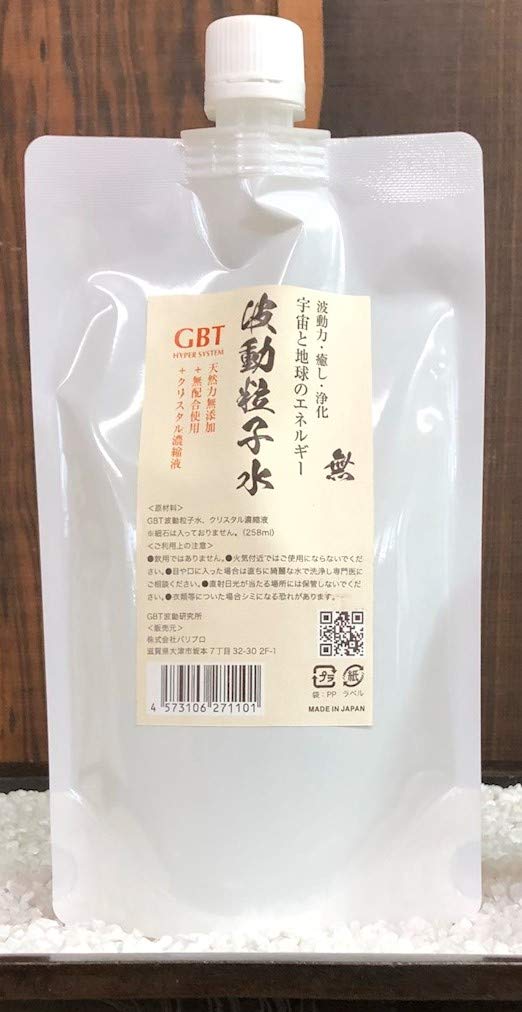 波動力・癒し・浄化
宇宙と地球のエネルギー
無
波動粒子水
GBT
HYPER SYSTEM
天然力無添加
+無配合使用
+クリスタル濃縮液
<原材料>
GBT波動粒子水、クリスタル濃縮液
※細石は入っておりません。(258ml)
<ご利用上の注意>
●飲用ではありません。●火気付近ではご使用にならないでくだ
さい。●目や口に入った場合は直ちに綺麗な水で洗浄し専門医に
ご相談ください。●直射日光が当たる場所には保管しないでくだ
さい。●衣類等についた場合シミになる恐れがあります。
GBT波動研究所
<販売元>
株式会社バリプロ
滋賀県大津市坂本7丁目32-30 2F-1
4 573106 271101
プラ
紙
袋:PP ラベル
MADE IN JAPAN